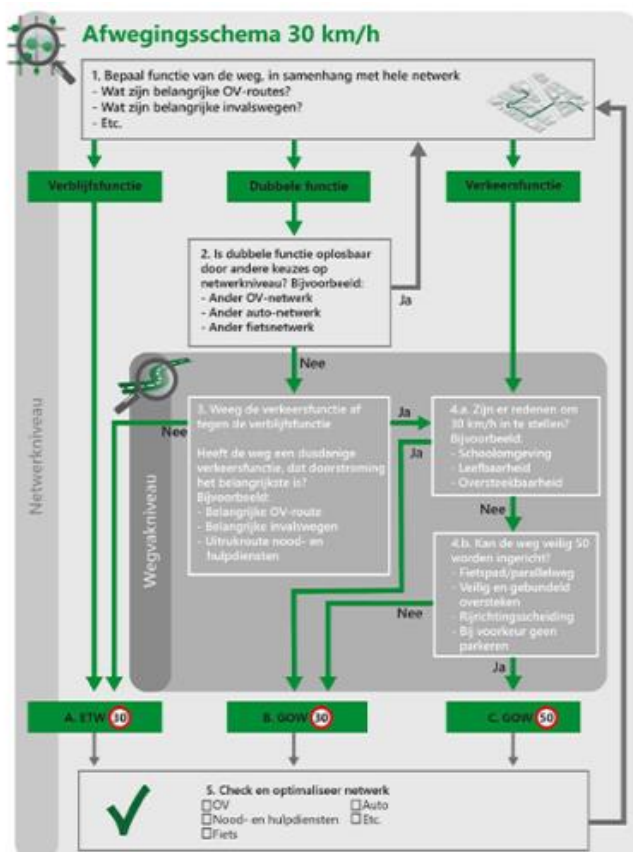 Afwegingsschema 30 km/h
1. Bepaal functie van de weg, in samenhang met hele netwerk
- Wat zijn belangrijke OV-routes?
- Wat zijn belangrijke invalswegen?
- Etc.
Verblijfsfunctie
Dubbele functie
Verkeersfunctie
2. Is dubbele functie oplosbaar
door andere keuzes op
netwerkniveau? Bijvoorbeeld:
- Ander OV-netwerk
- Ander auto-netwerk
- Ander fietsnetwerk
Ja
Nee
Netwerkniveau
Wegvakniveau
3. Weeg de verkeersfunctie af
tegen de verblijfsfunctie
Heeft de weg een dusdanige
verkeersfunctie, dat doorstroming
het belangrijkste is?
Bijvoorbeeld:
- Belangrijke OV-route
- Belangrijke invalswegen
- Uitrukroute nood- en
hulpdiensten
Nee
Ja
Ja
4.a. Zijn er redenen om
30 km/h in te stellen?
Bijvoorbeeld:
- Schoolomgeving
- Leefbaarheid
- Oversteekbaarheid
Nee
4.b. Kan de weg veilig 50
worden ingericht?
- Fietspad/parallelweg
- Veilig en gebundeld
oversteken
- Rijrichtingsscheiding
- Bij voorkeur geen
parkeren
Nee
Ja
A. ETW 30
B. GOW 30
C. GOW 50
5. Check en optimaliseer netwerk
OV
Auto
Nood- en hulpdiensten
Etc.
Fiets